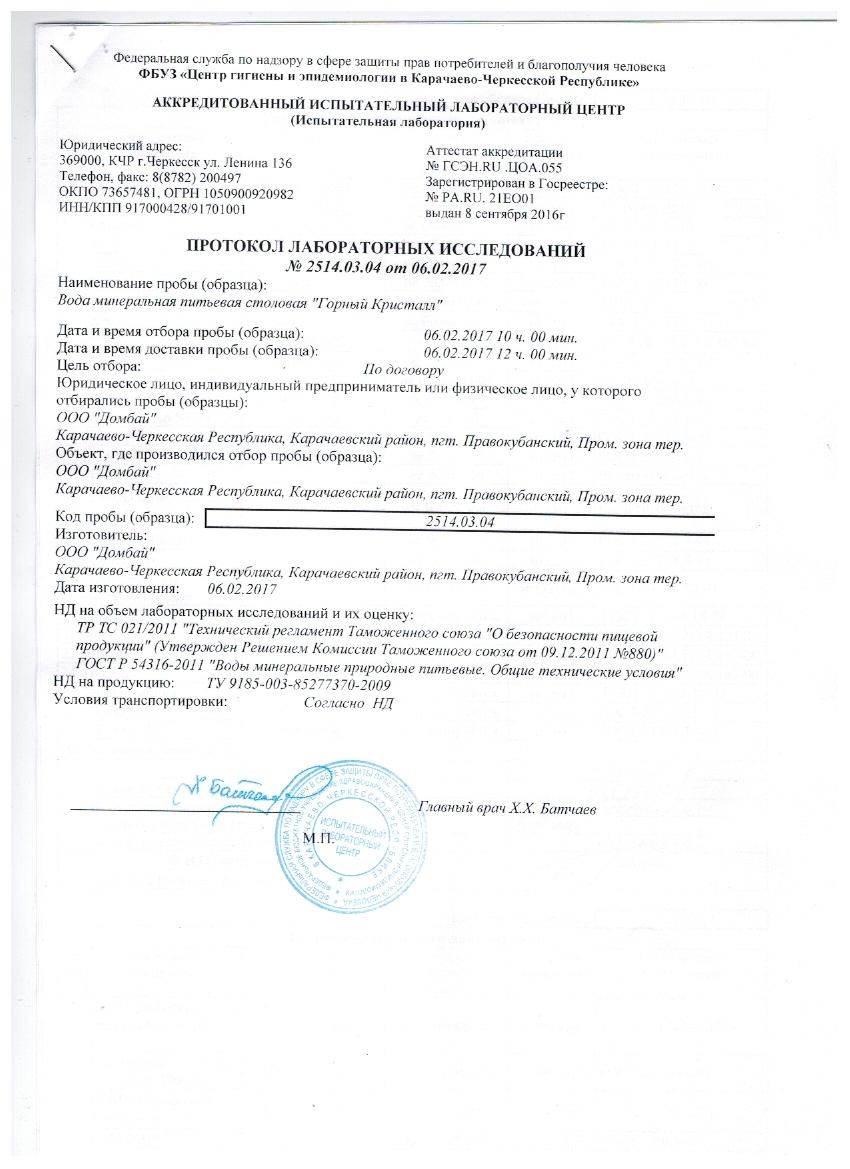 Федеральная служба по надзору в сфере защиты прав потребителей и благополучия человека
ФБУЗ «Центр гигиены и эпидемиологии в Карачаево-Черкесской Республике»
АККРЕДИТОВАННЫЙ ИСПЫТАТЕЛЬНЫЙ ЛАБОРАТОРНЫЙ ЦЕНТР
(Испытательная лаборатория)
Юридический адрес:
369000, КЧР г.Черкесск ул. Ленина 136
Телефон, факс: 8(8782) 200497
ОКПО 73657481, ОГРН 1050900920982
ИНН/КПП 917000428/91701001
Аттестат аккредитации
№ ГСЭН.RU .ЦОА.055
Зарегистрирован в Госреестре:
№ РА.RU. 21ЕО01
выдан 8 сентября 2016г
ПРОТОКОЛ ЛАБОРАТОРНЫХ ИССЛЕДОВАНИЙ
№ 2514.03.04 от 06.02.2017
Наименование пробы (образца):
Вода минеральная питьевая столовая "Горный Кристалл"
Дата и время отбора пробы (образца): 06.02.2017 10 ч. 00 мин.
Дата и время доставки пробы (образца): 06.02.2017 12 ч. 00 мин.
Цель отбора: По договору
Юридическое лицо, индивидуальный предприниматель или физическое лицо, у которого
отбирались пробы (образцы):
ООО "Домбай"
Карачаево-Черкесская Республика, Карачаевский район, пгт. Правокубанский, Пром. зона тер.
Объект, где производился отбор пробы (образца):
ООО "Домбай"
Карачаево-Черкесская Республика, Карачаевский район, пгт. Правокубанский, Пром. зона тер.
Код пробы (образца): 2514.03.04
Изготовитель:
ООО "Домбай"
Карачаево-Черкесская Республика, Карачаевский район, пгт. Правокубанский, Пром. зона тер.
Дата изготовления: 06.02.2017
НД на объем лабораторных исследований и их оценку:
ТР ТС 021/2011 "Технический регламент Таможенного союза "О безопасности пищевой
продукции" (Утвержден Решением Комиссии Таможенного союза от 09.12.2011 №880)"
ГОСТ Р 54316-2011 "Воды минеральные природные питьевые. Общие технические условия"
НД на продукцию: ТУ 9185-003-85277370-2009
Условия транспортировки: Согласно НД
Главный врач Х.Х. Батчаев
М.П.
ИСПЫТАТЕЛЬНЫЙ
ЛАБОРАТОРНЫЙ
ЦЕНТР